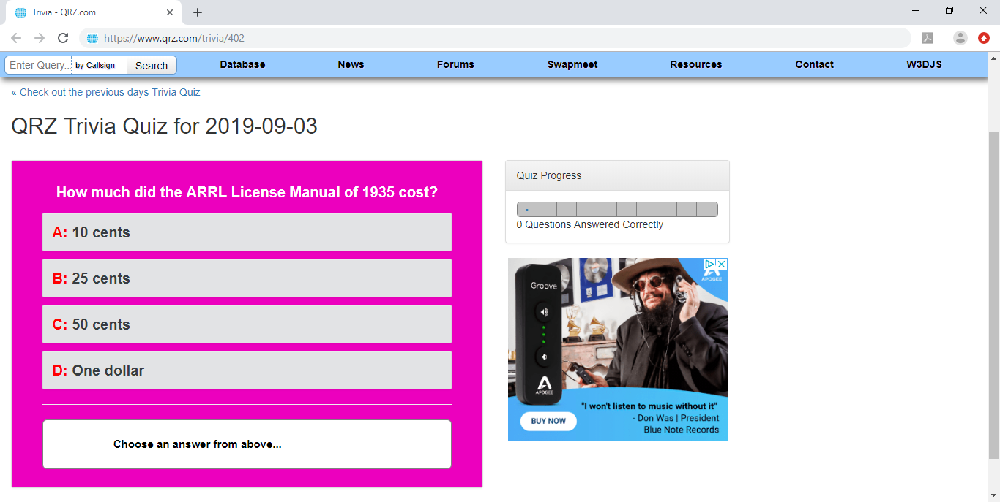 Trivia - QRZ.com
https://www.qrz.com/trivia/402
Enter Query... by Callsign Search Database News Forums Swapmeet Resources Contact W3DJS
« Check out the previous days Trivia Quiz
QRZ Trivia Quiz for 2019-09-03
How much did the ARRL License Manual of 1935 cost?
A: 10 cents
B: 25 cents
C: 50 cents
D: One dollar
Choose an answer from above...
Quiz Progress
0 Questions Answered Correctly
Groove
APOGEE
APOGEE
"I won't listen to music without it"
- Don Was | President
Blue Note Records
BUY NOW